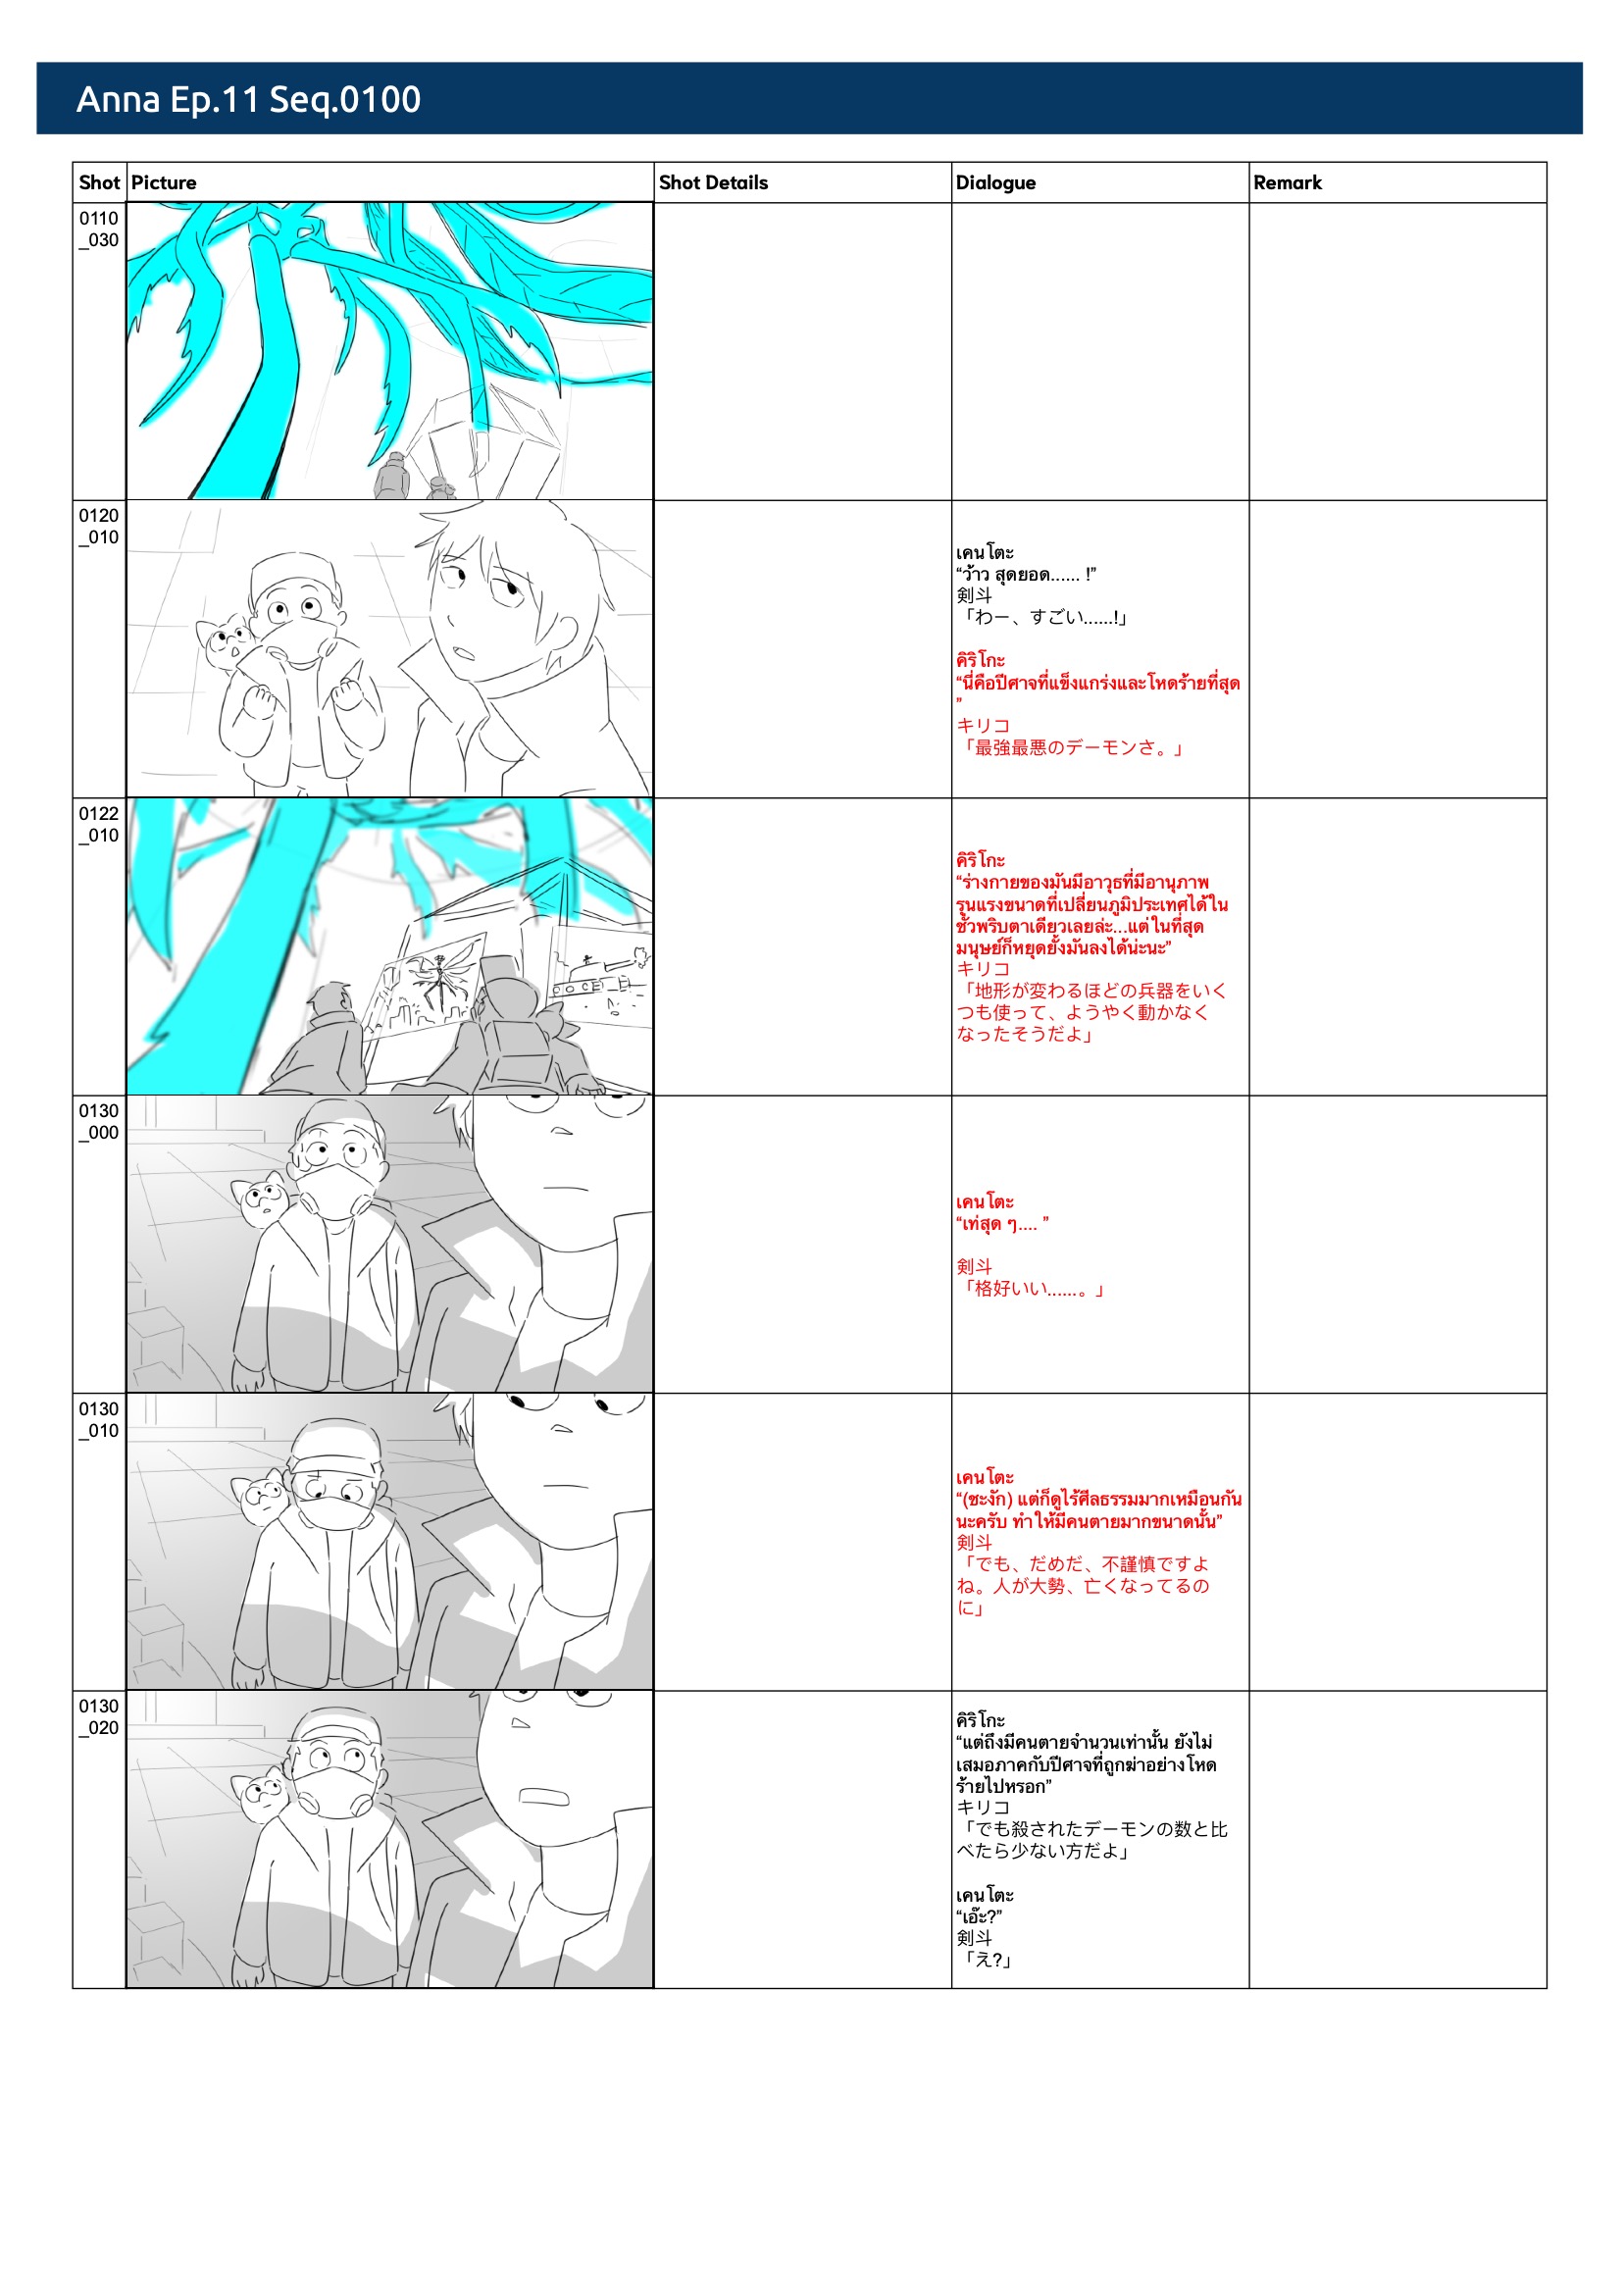 Anna Ep.11 Seq.0100
Shot Picture Shot Details Dialogue Remark
0110
_030
0120
_010
เคนโตะ
“ว้าว สุดยอด...... !”
剣斗
「わー、すごい......!」
คิริโกะ
“นี่คือปีศาจที่แข็งแกร่งและโหดร้ายที่สุด
”
キリコ
「最強最悪のデーモンさ。」
0122
_010
คิริโกะ
“ร่างกายของมันมีอาวุธที่มีอานุภาพ
รุนแรงขนาดที่เปลี่ยนภูมิประเทศได้ใน
ชั่วพริบตาเดียวเลยล่ะ...แต่ในที่สุด
มนุษย์ก็หยุดยั้งมันลงได้น่ะนะ”
キリコ
「地形が変わるほどの兵器をいく
つも使って、ようやく動かなく
なったそうだよ」
0130
_000
เคนโตะ
“เท่สุด ๆ.... ”
剣斗
「格好いい......。」
0130
_010
เคนโตะ
“(ชะงัก) แต่ก็ดูไร้ศีลธรรมมากเหมือนกัน
นะครับ ทำให้มีคนตายมากขนาดนั้น”
剣斗
「でも、だめだ、不謹慎ですよ
ね。人が大勢、亡くなってるの
に」
0130
_020
คิริโกะ
“แต่ถึงมีคนตายจำนวนเท่านั้น ยังไม่
เสมอภาคกับปีศาจที่ถูกฆ่าอย่างโหด
ร้ายไปหรอก”
キリコ
「でも殺されたデーモンの数と比
べたら少ない方だよ」
เคนโตะ
“เอ๊ะ?”
剣斗
「え?」